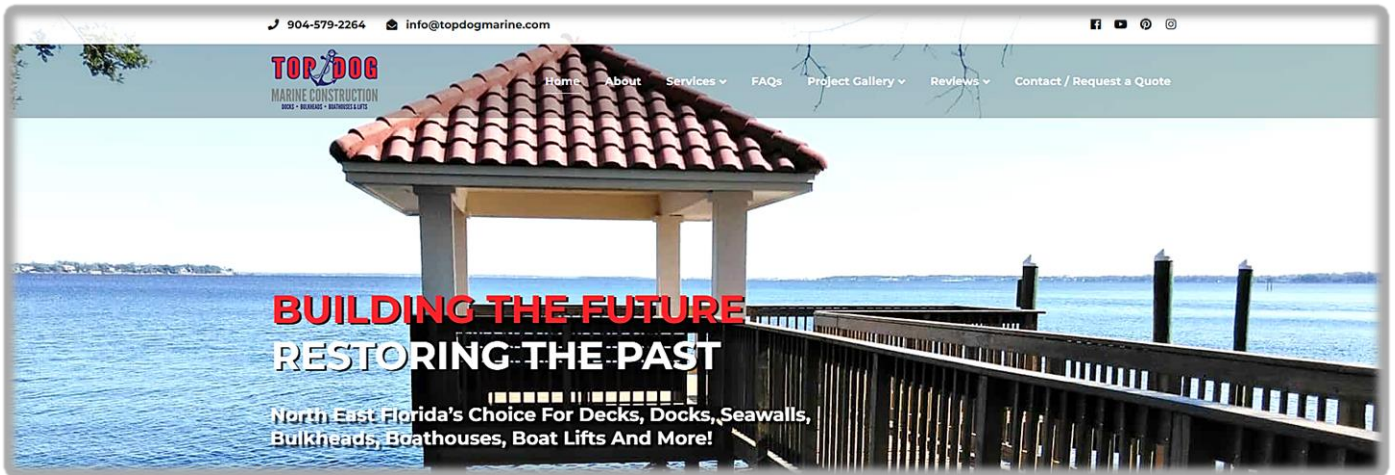 904-579-2264 info@topdogmarine.com
TOP DOG
MARINE CONSTRUCTION
DOCKS • BULKHEADS • BOATHOUSES & LIFTS
Home About Services FAQs Project Gallery Reviews Contact / Request a Quote
BUILDING THE FUTURE
RESTORING THE PAST
North East Florida's Choice For Decks, Docks, Seawalls,
Bulkheads, Boathouses, Boat Lifts And More!